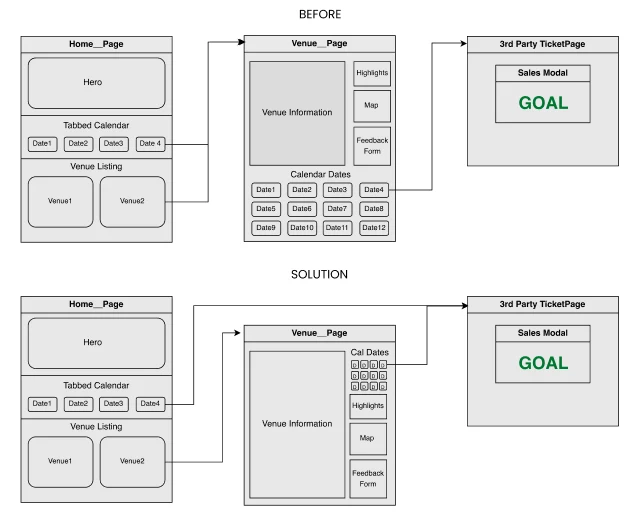 BEFORE
Home__Page
Hero
Tabbed Calendar
Date1 Date2 Date3 Date 4
Venue Listing
Venue1 Venue2
Venue__Page
Venue Information
Highlights
Map
Feedback
Form
Calendar Dates
Date1 Date2 Date3 Date4
Date5 Date6 Date7 Date8
Date9 Date10 Date11 Date12
3rd Party TicketPage
Sales Modal
GOAL
SOLUTION
Home__Page
Hero
Tabbed Calendar
Date1 Date2 Date3 Date4
Venue Listing
Venue1 Venue2
Venue__Page
Venue Information
Cal Dates
D D D D
D D D D
D D D D
Highlights
Map
Feedback
Form
3rd Party TicketPage
Sales Modal
GOAL